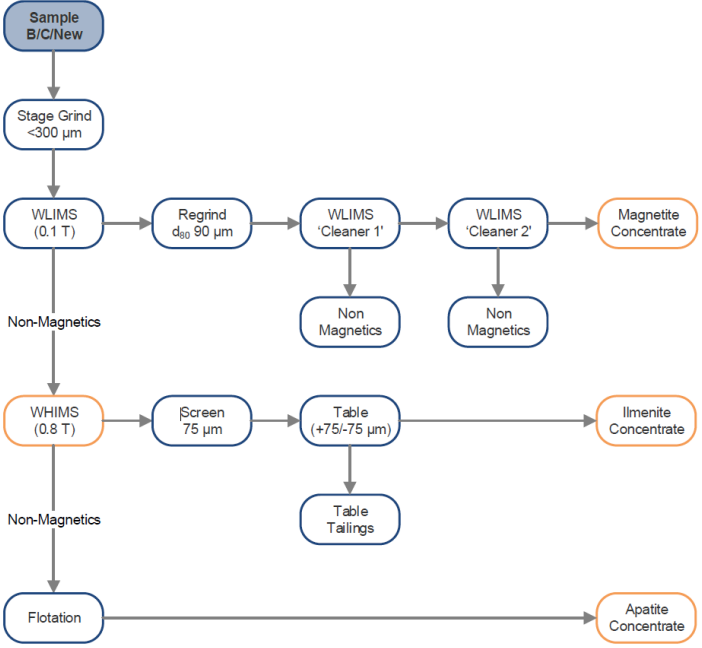 Sample
B/C/New
Stage Grind
<300 µm
WLIMS
(0.1 T)
Regrind
d80 90 µm
WLIMS
‘Cleaner 1’
WLIMS
‘Cleaner 2’
Magnetite
Concentrate
Non
Magnetics
Non
Magnetics
Non-Magnetics
WHIMS
(0.8 T)
Screen
75 µm
Table
(+75/-75 µm)
Ilmenite
Concentrate
Table
Tailings
Non-Magnetics
Flotation
Apatite
Concentrate